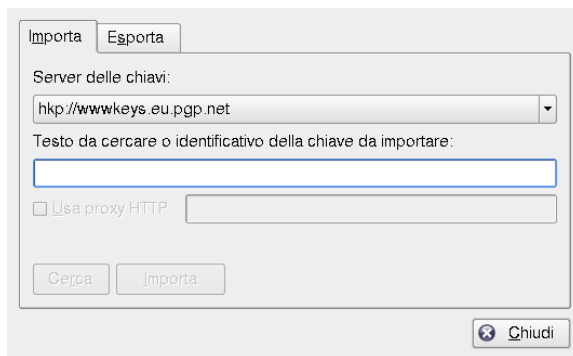 Importa Esporta
Server delle chiavi:
hkp://wwwkeys.eu.pgp.net
Testo da cercare o identificativo della chiave da importare:
Usa proxy HTTP:
Cerca Importa
Chiudi